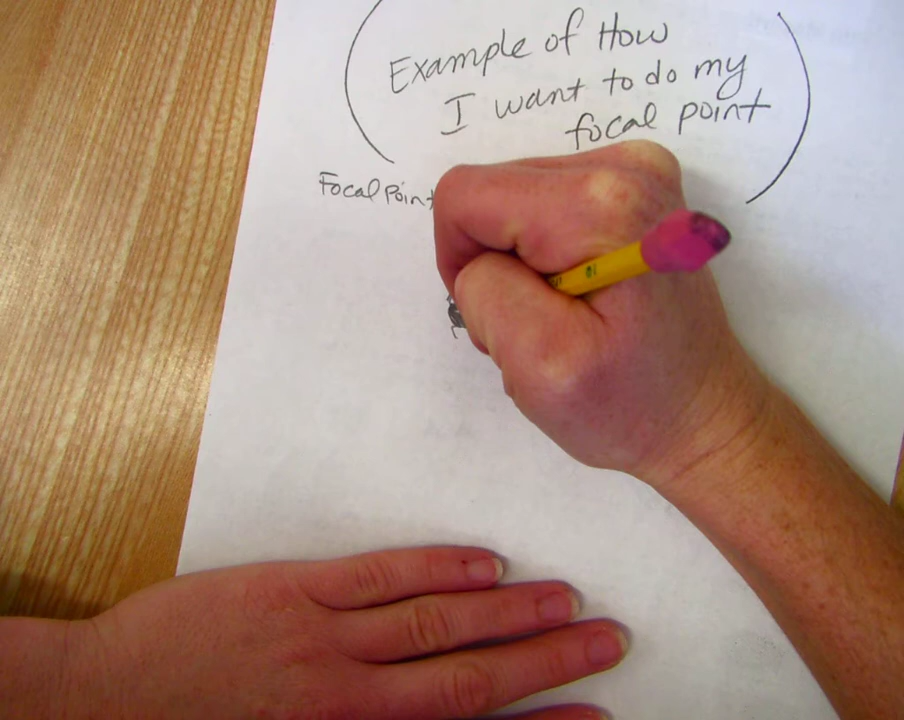 Example of How
I want to do my
focal point
Focal Point